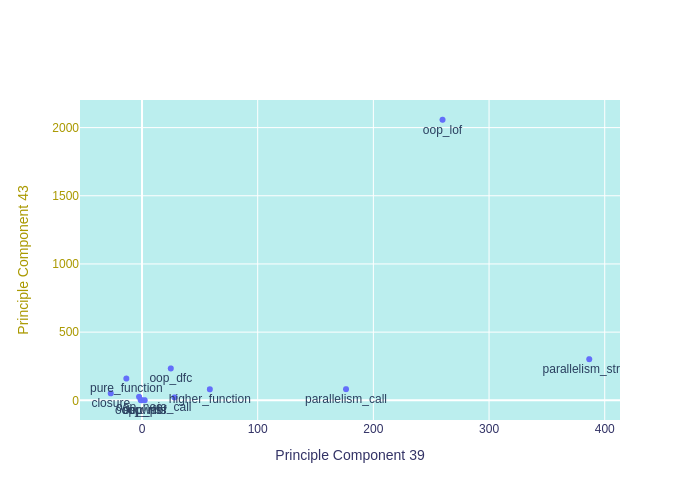 2000
1500
1000
500
0
Principle Component 43
oop_lof
oop_dfc
parallelism_str
pure_function
closure
higher_function
parallelism_call
0
100
200
300
400
Principle Component 39